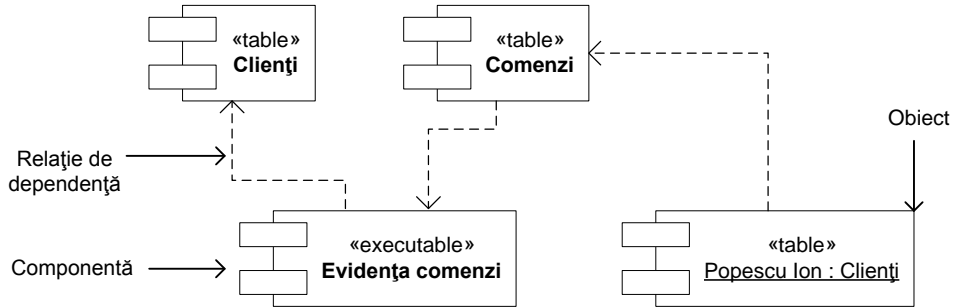 «table»
Clienţi
«table»
Comenzi
Obiect
Relaţie de
dependenţă
Componentă
«executable»
Evidenţa comenzi
«table»
Popescu Ion : Clienţi